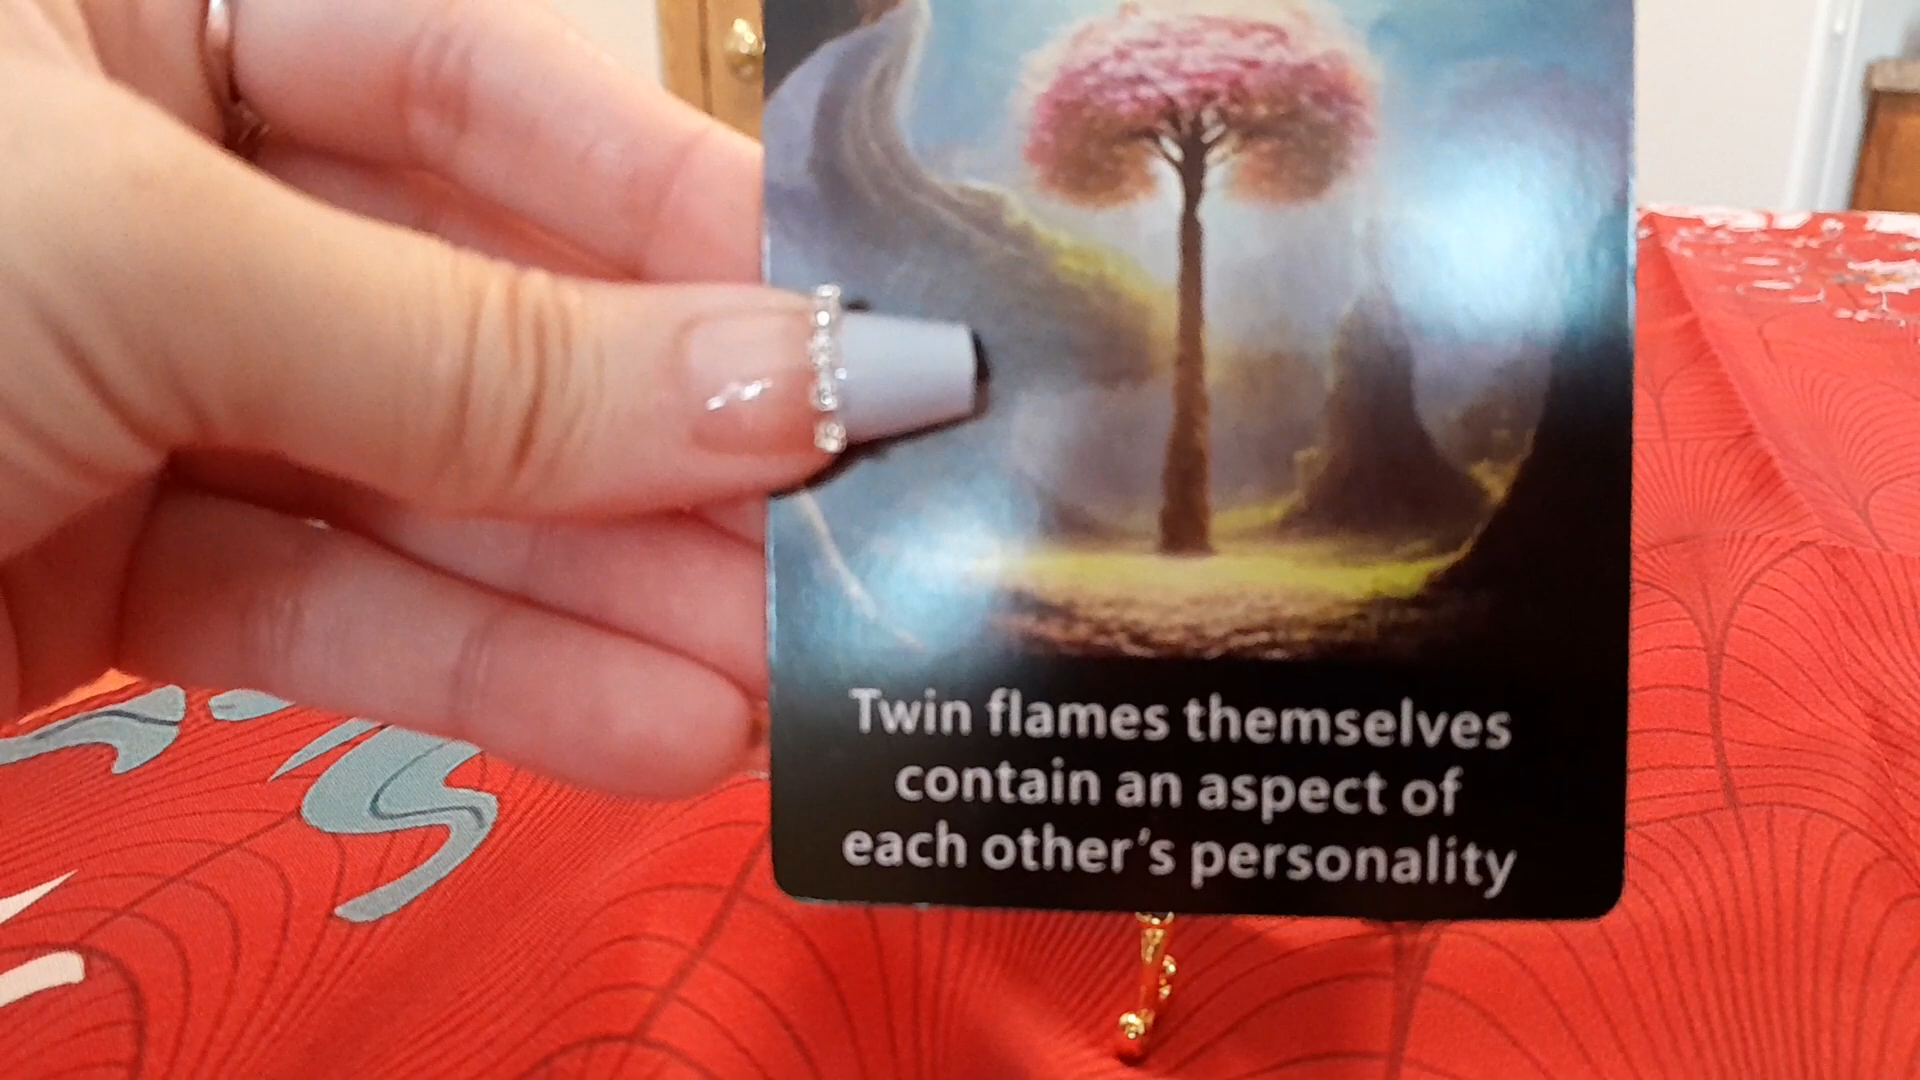 Twin flames themselves
contain an aspect of
each other's personality